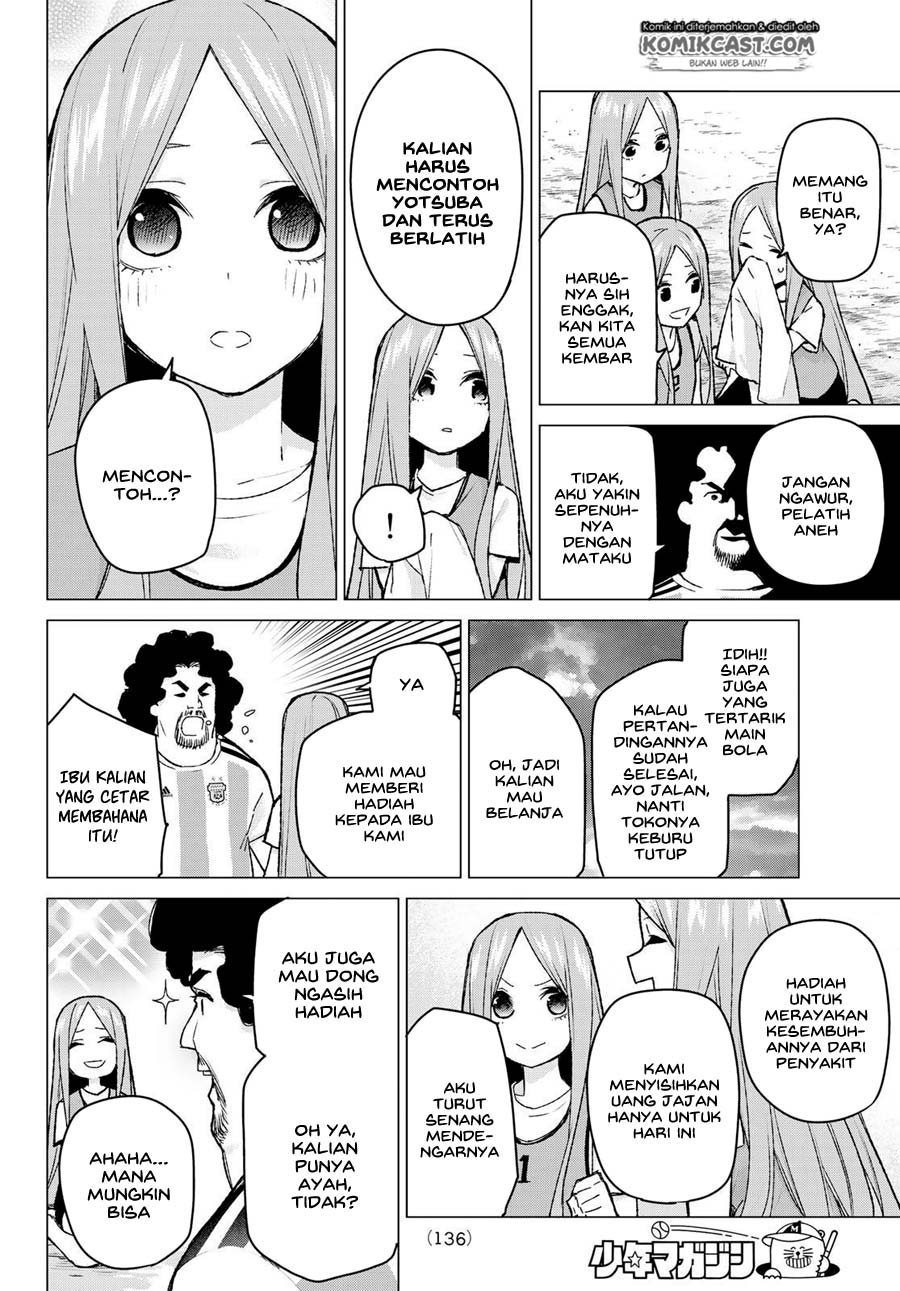 Komik ini diterjemahkan & diedit oleh
KOMIKCAST.COM
BUKAN WEB LAIN!!
MEMANG
ITU
BENAR,
YA?
HARUS-
NYA SIH
ENGGAK,
KAN KITA
SEMUA
KEMBAR
JANGAN
NGAWUR,
PELATIH
ANEH
TIDAK,
AKU YAKIN
SEPENUH-
NYA
DENGAN
MATAKU
KALIAN
HARUS
MENCONTOH
YOTSUBA
DAN TERUS
BERLATIH
!
MENCON-
TOH...?
IDIH!!
SIAPA
JUGA
YANG
TERTARIK
MAIN
BOLA
KALAU
PERTAN-
DINGANNYA
SUDAH
SELESAI,
AYO JALAN,
NANTI
TOKONYA
KEBURU
TUTUP
OH, JADI
KALIAN
MAU
BELANJA
YA
KAMI MAU
MEMBERI
HADIAH
KEPADA IBU
KAMI
IBU KALIAN
YANG CETAR
MEMBAHANA
ITU!
HADIAH
UNTUK
MERAYAKAN
KESEMBUH-
ANNYA DARI
PENYAKIT
KAMI
MENYISIHKAN
UANG JAJAN
HANYA UNTUK
HARI INI
AKU
TURUT
SENANG
MENDE-
NGARNYA
1
AKU JUGA
MAU DONG
NGASIH
HADIAH
OH YA,
KALIAN
PUNYA
AYAH,
TIDAK?
AHAHA...
MANA
MUNGKIN
BISA
(136)
少年マガジン
M